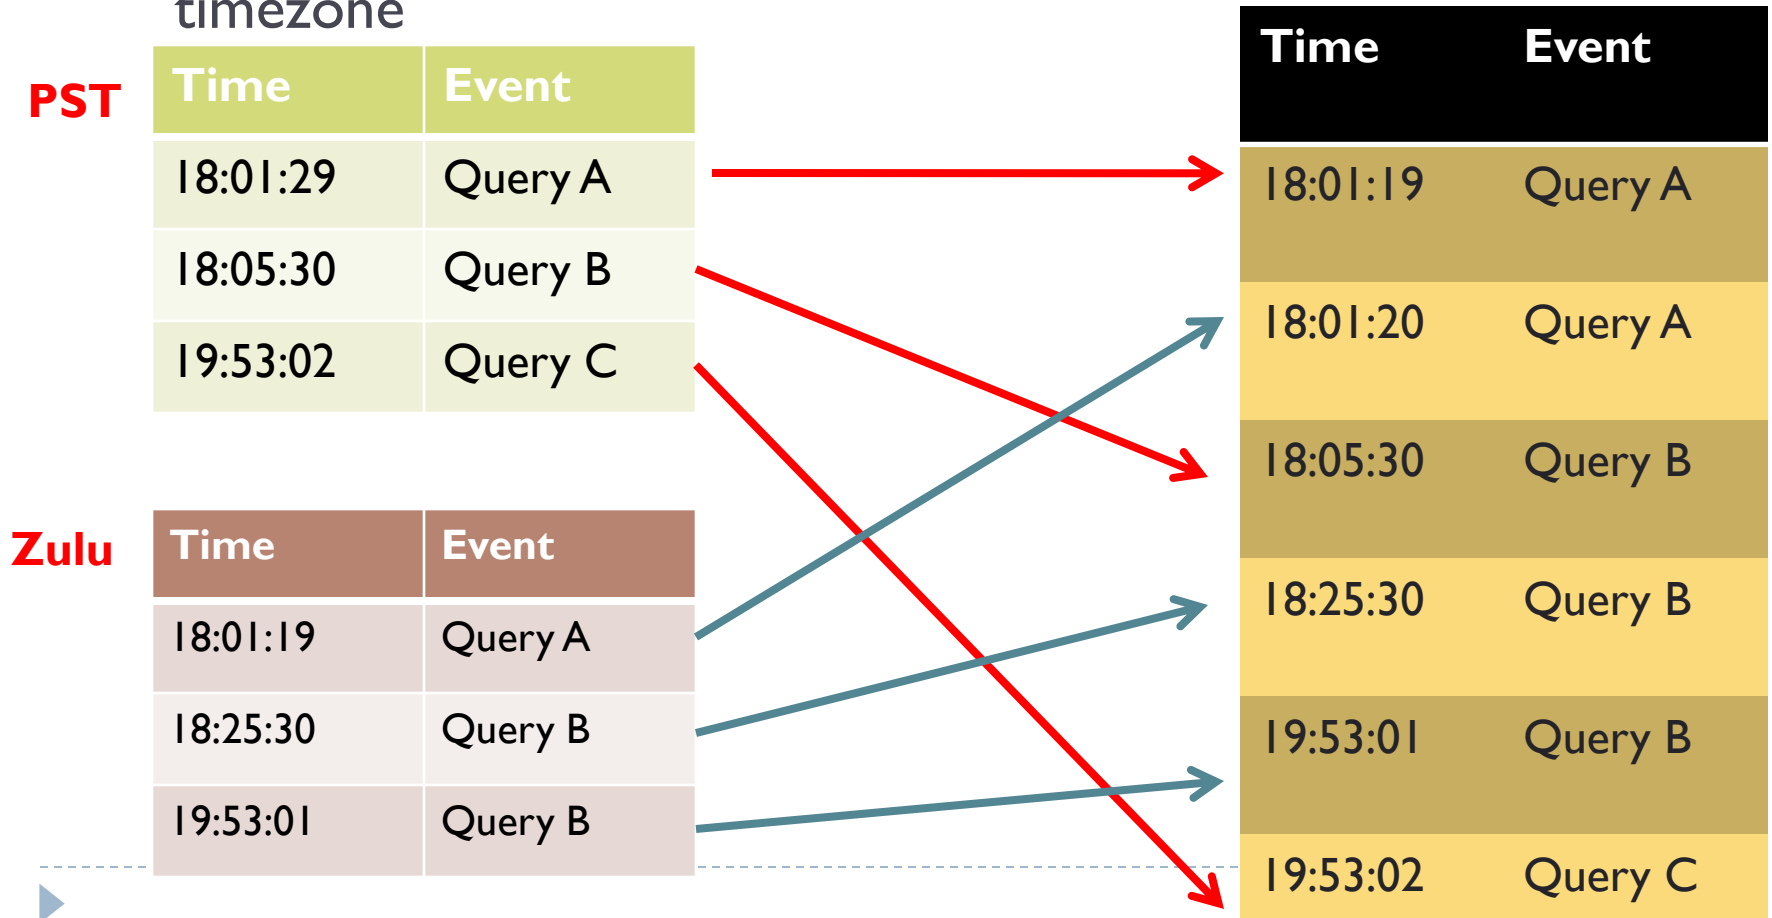 timezone
PST
Time Event
18:01:29 Query A
18:05:30 Query B
19:53:02 Query C
Zulu
Time Event
18:01:19 Query A
18:25:30 Query B
19:53:01 Query B
Time Event
18:01:19 Query A
18:01:20 Query A
18:05:30 Query B
18:25:30 Query B
19:53:01 Query B
19:53:02 Query C